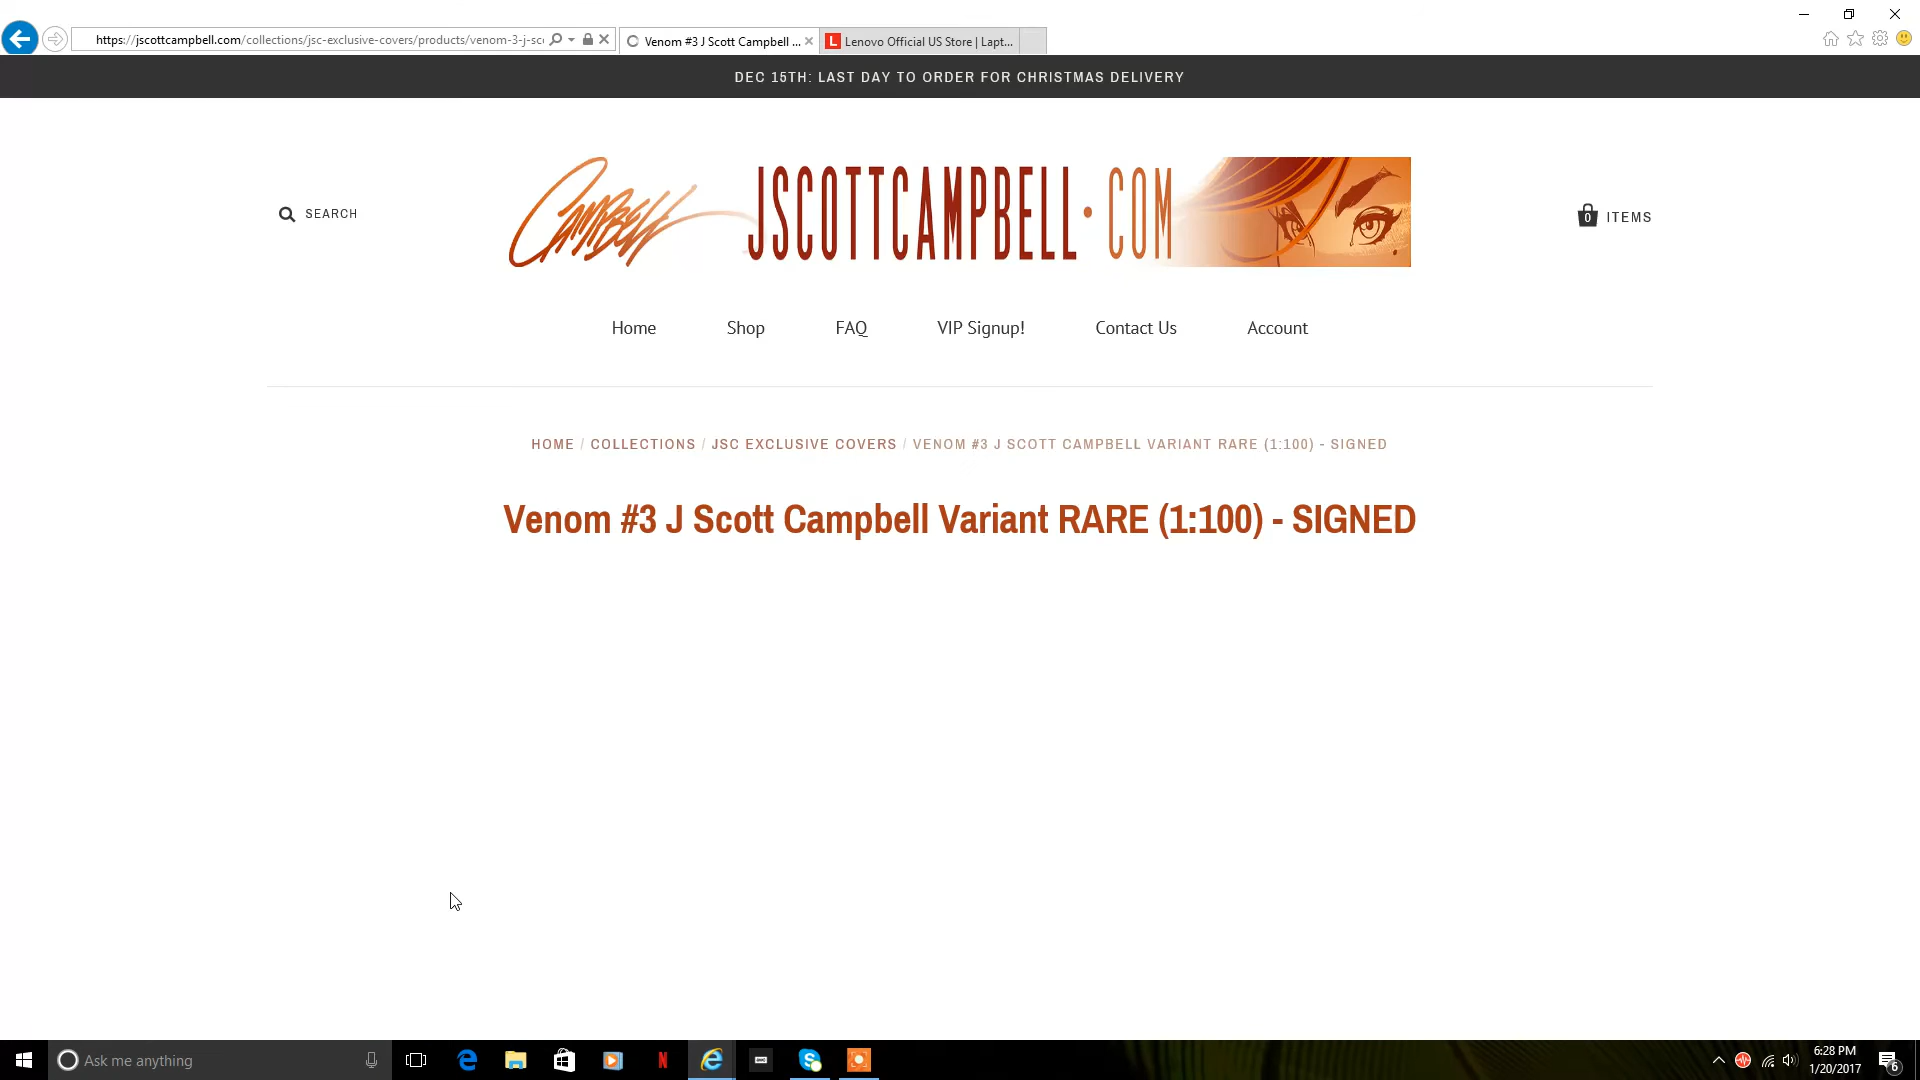 https://jscottcampbell.com/collections/jsc-exclusive-covers/products/venom-3-j-sc
Venom #3 J Scott Campbell ...
Lenovo Official US Store | Lapt...
DEC 15TH: LAST DAY TO ORDER FOR CHRISTMAS DELIVERY
SEARCH
CAMPBELL
JSCOTTCAMPBELL·COM
0 ITEMS
Home Shop FAQ VIP Signup! Contact Us Account
HOME / COLLECTIONS / JSC EXCLUSIVE COVERS / VENOM #3 J SCOTT CAMPBELL VARIANT RARE (1:100) - SIGNED
Venom #3 J Scott Campbell Variant RARE (1:100) - SIGNED
Ask me anything
6:28 PM
1/20/2017
6